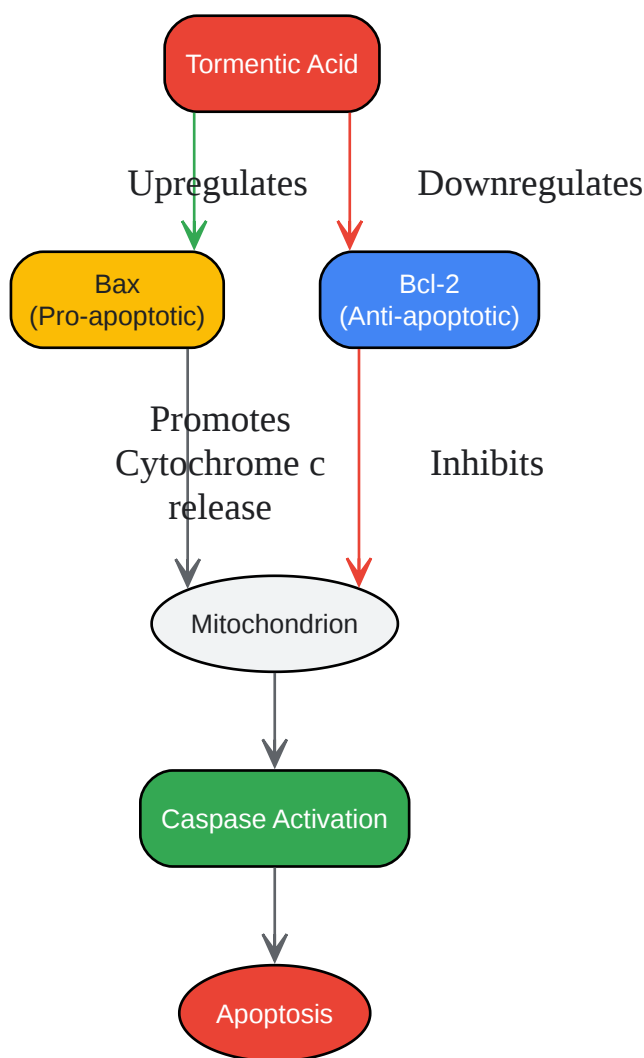 Tormentic Acid
Upregulates
Downregulates
Bax
(Pro-apoptotic)
Bcl-2
(Anti-apoptotic)
Promotes
Cytochrome c
release
Inhibits
Mitochondrion
Caspase Activation
Apoptosis